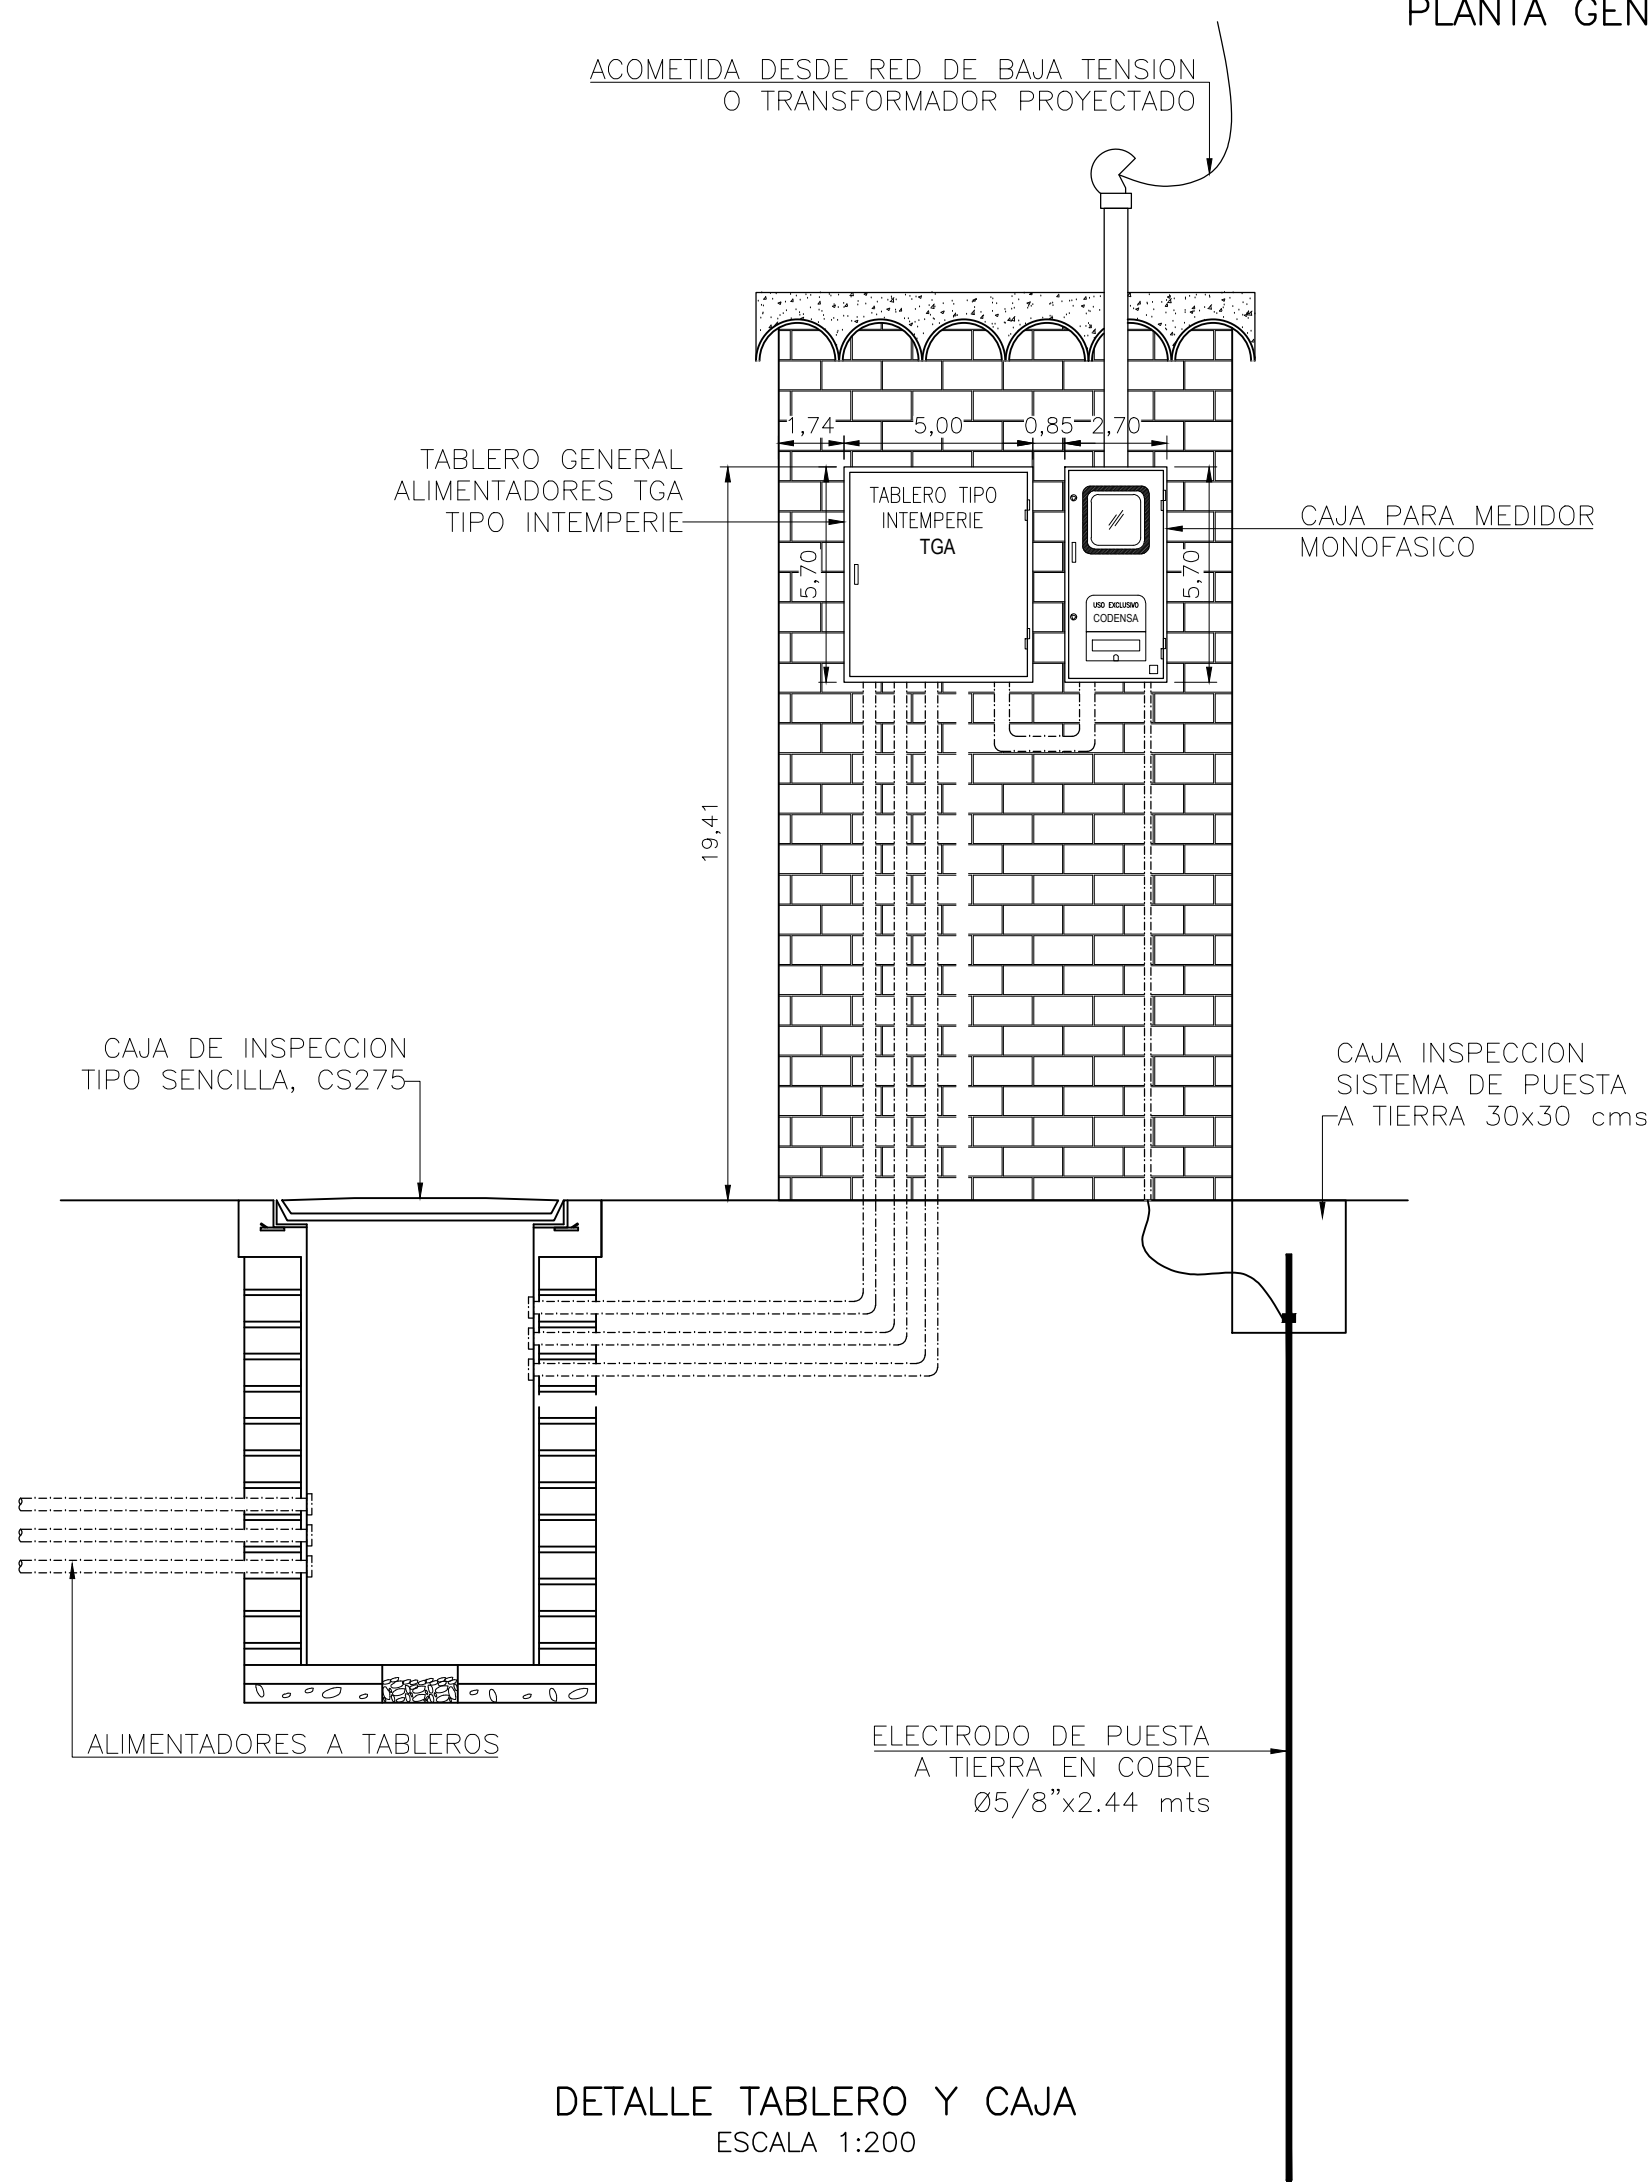 PLANTA GEN
ACOMETIDA DESDE RED DE BAJA TENSION
O TRANSFORMADOR PROYECTADO
1,74
5,00
0,85
2,70
TABLERO GENERAL
ALIMENTADORES TGA
TIPO INTEMPERIE
TABLERO TIPO
INTEMPERIE
TGA
5,70
5,70
CAJA PARA MEDIDOR
MONOFASICO
USO EXCLUSIVO
CODENSA
19,41
CAJA DE INSPECCION
TIPO SENCILLA, CS275
CAJA INSPECCION
SISTEMA DE PUESTA
A TIERRA 30x30 cms
ALIMENTADORES A TABLEROS
ELECTRODO DE PUESTA
A TIERRA EN COBRE
Ø5/8"x2.44 mts
DETALLE TABLERO Y CAJA
ESCALA 1:200